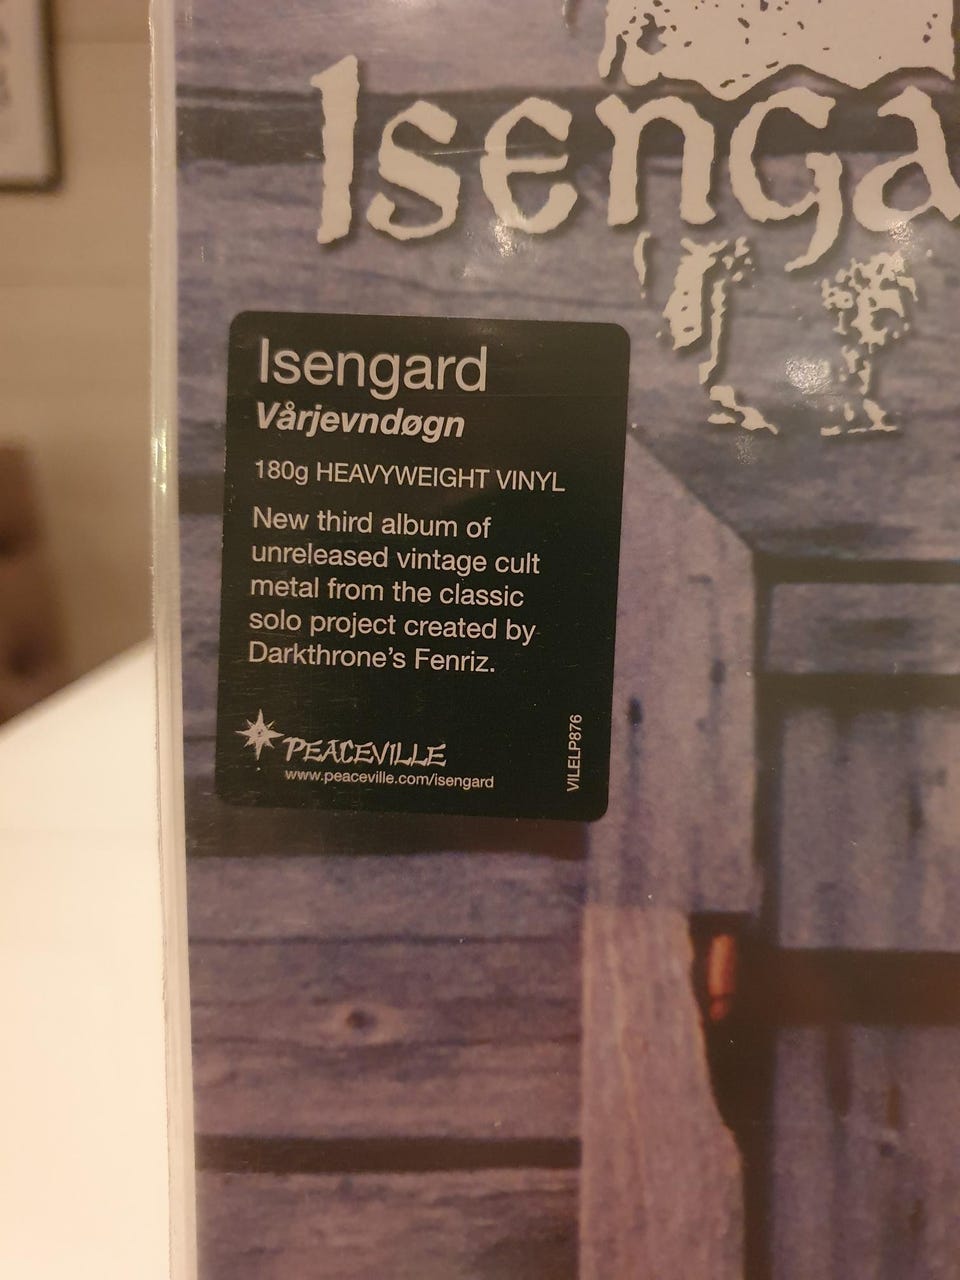 Isenga
Isengard
Vårjevndøgn
180g HEAVYWEIGHT VINYL
New third album of
unreleased vintage cult
metal from the classic
solo project created by
Darkthrone's Fenriz.
PEACEVILLE
www.peaceville.com/isengard
VILELP876